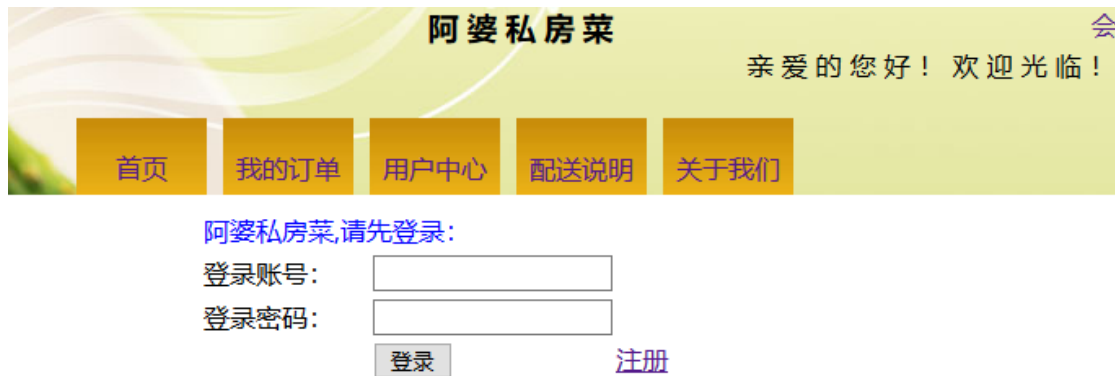 阿婆私房菜
会
亲爱的您好！欢迎光临！
首页 我的订单 用户中心 配送说明 关于我们
阿婆私房菜,请先登录：
登录账号：
登录密码：
登录 注册